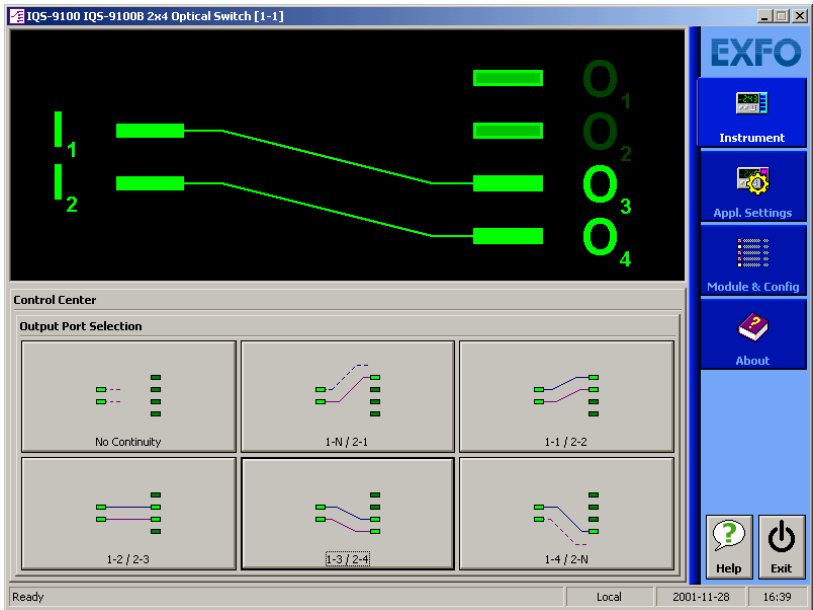 IQS-9100 IQS-9100B 2x4 Optical Switch [1-1]
EXFO
O1
I1
Instrument
O2
I2
O3
Appl. Settings
O4
Module & Config
Control Center
Output Port Selection
About
No Continuity
1-N / 2-1
1-1 / 2-2
1-2 / 2-3
1-3 / 2-4
1-4 / 2-N
Help
Exit
Ready
Local
2001-11-28
16:39